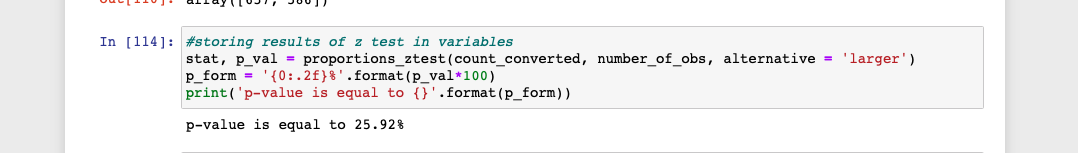 In [114]: #storing results of z test in variables
stat, p_val = proportions_ztest(count_converted, number_of_obs, alternative = 'larger')
p_form = '{0:.2f}%'.format(p_val*100)
print('p-value is equal to {}'.format(p_form))
p-value is equal to 25.92%